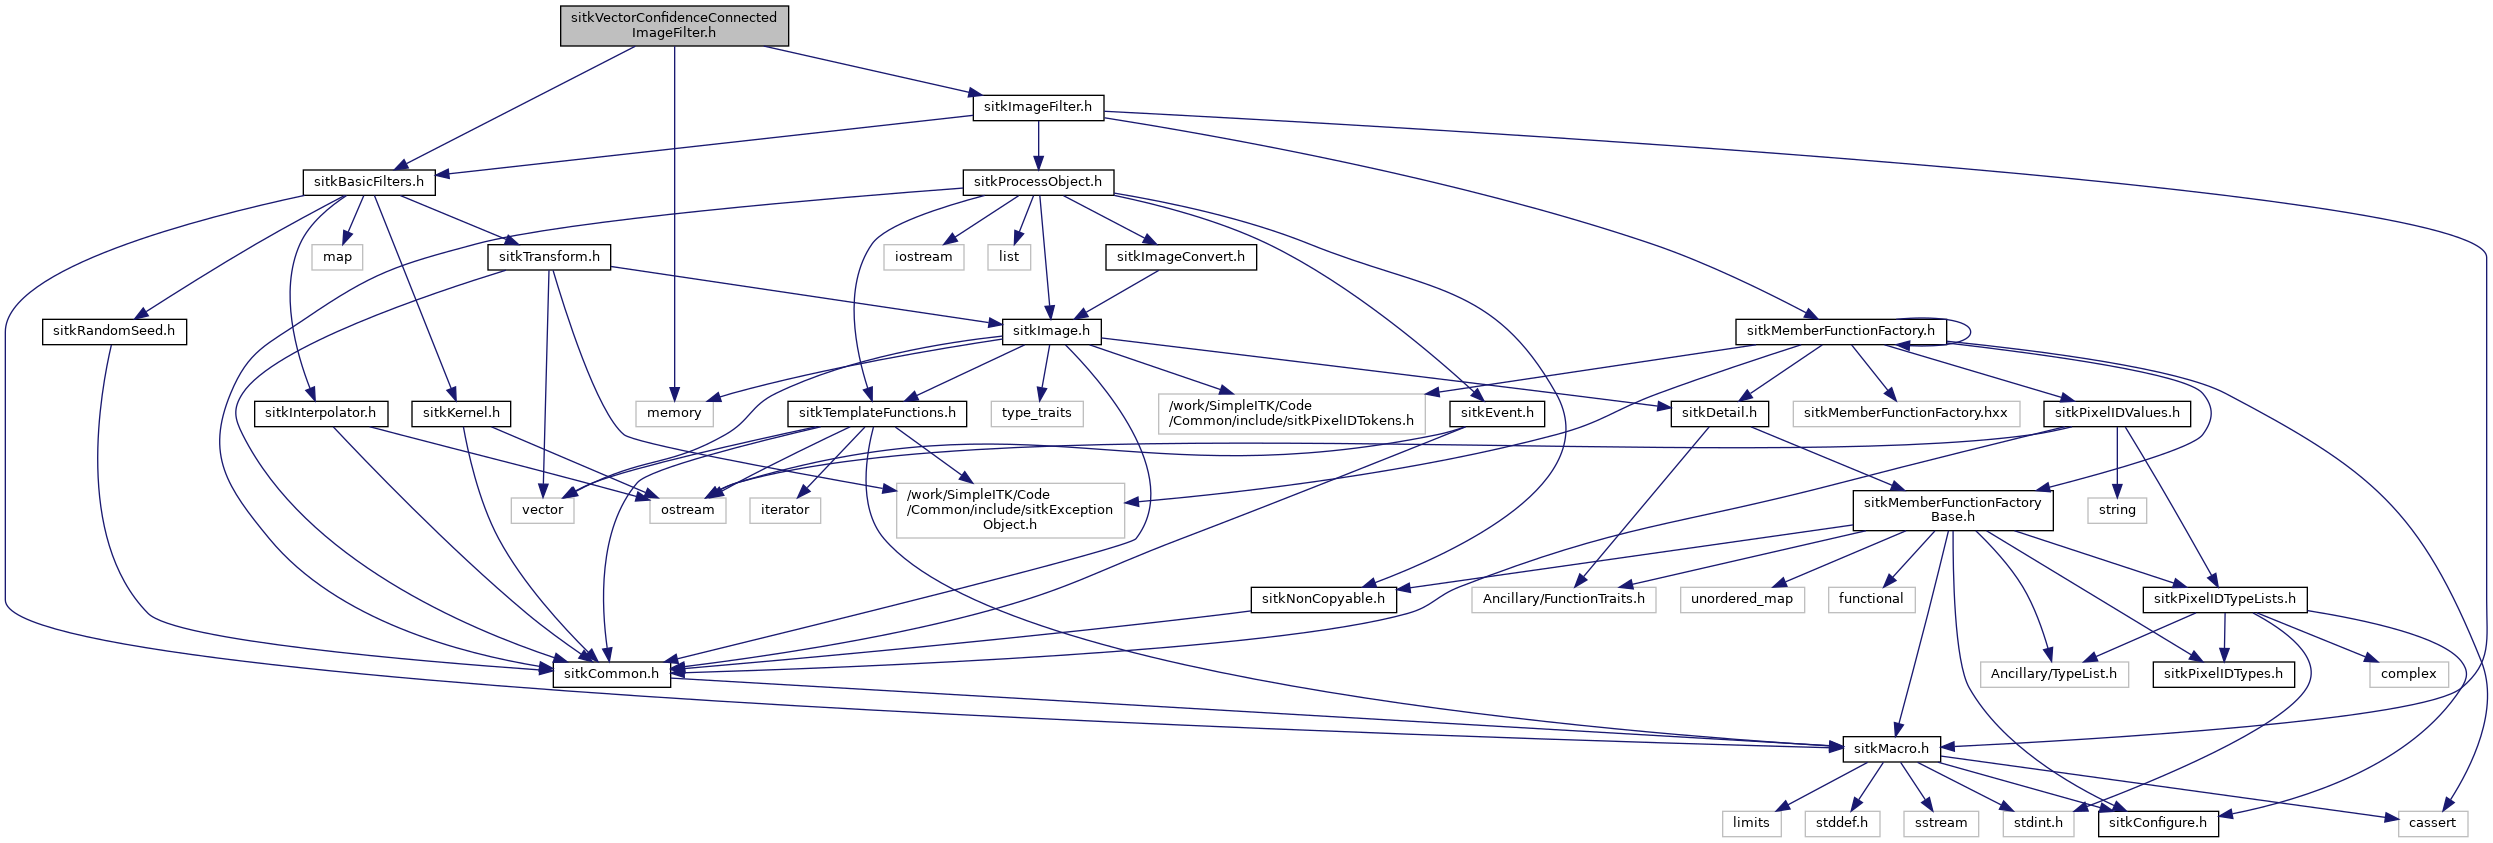 sitkVectorConfidenceConnected
ImageFilter.h
sitkImageFilter.h
sitkBasicFilters.h
sitkProcessObject.h
map
sitkTransform.h
iostream
list
sitkImageConvert.h
sitkRandomSeed.h
sitkImage.h
sitkMemberFunctionFactory.h
sitkInterpolator.h
sitkKernel.h
memory
sitkTemplateFunctions.h
type_traits
/work/SimpleITK/Code
/Common/include/sitkPixelIDTokens.h
sitkEvent.h
sitkDetail.h
sitkMemberFunctionFactory.hxx
sitkPixelIDValues.h
vector
ostream
iterator
/work/SimpleITK/Code
/Common/include/sitkException
Object.h
sitkMemberFunctionFactory
Base.h
string
sitkNonCopyable.h
Ancillary/FunctionTraits.h
unordered_map
functional
sitkPixelIDTypeLists.h
sitkCommon.h
Ancillary/TypeList.h
sitkPixelIDTypes.h
complex
sitkMacro.h
limits
stddef.h
sstream
stdint.h
sitkConfigure.h
cassert